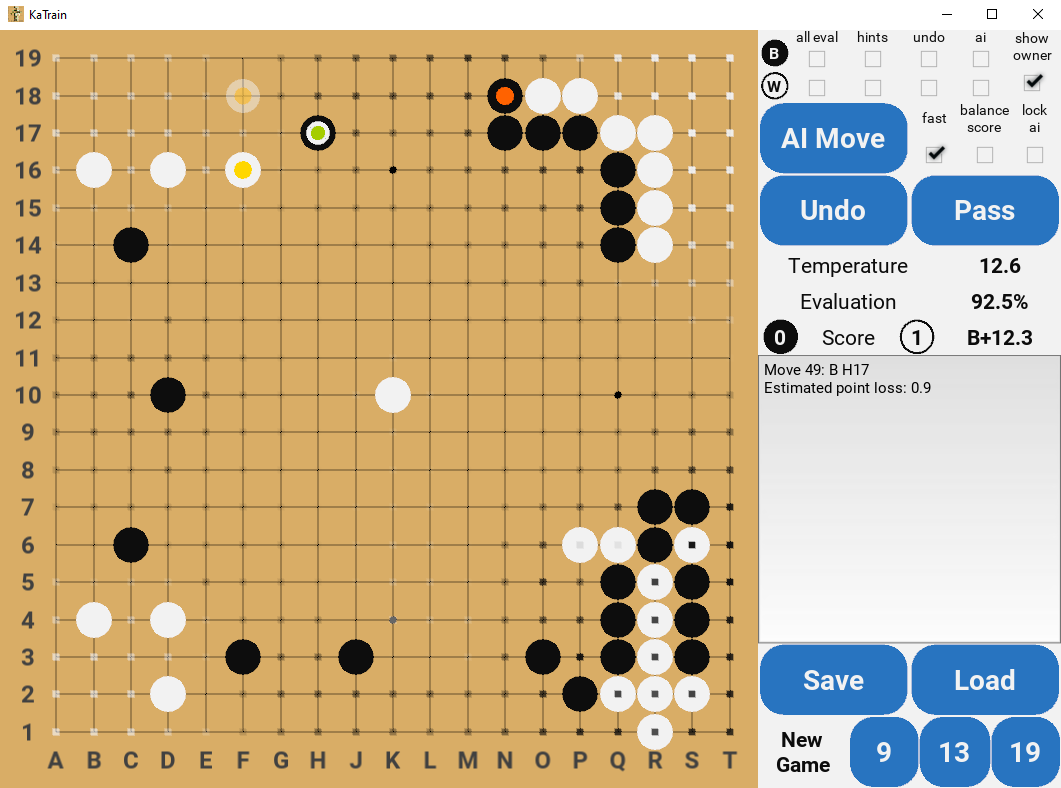 KaTrain
all eval hints undo ai show owner
B
W
AI Move
fast balance score lock ai
Undo Pass
Temperature 12.6
Evaluation 92.5%
0 Score 1 B+12.3
Move 49: B H17
Estimated point loss: 0.9
Save Load
New Game 9 13 19
19
18
17
16
15
14
13
12
11
10
9
8
7
6
5
4
3
2
1
A B C D E F G H J K L M N O P Q R S T